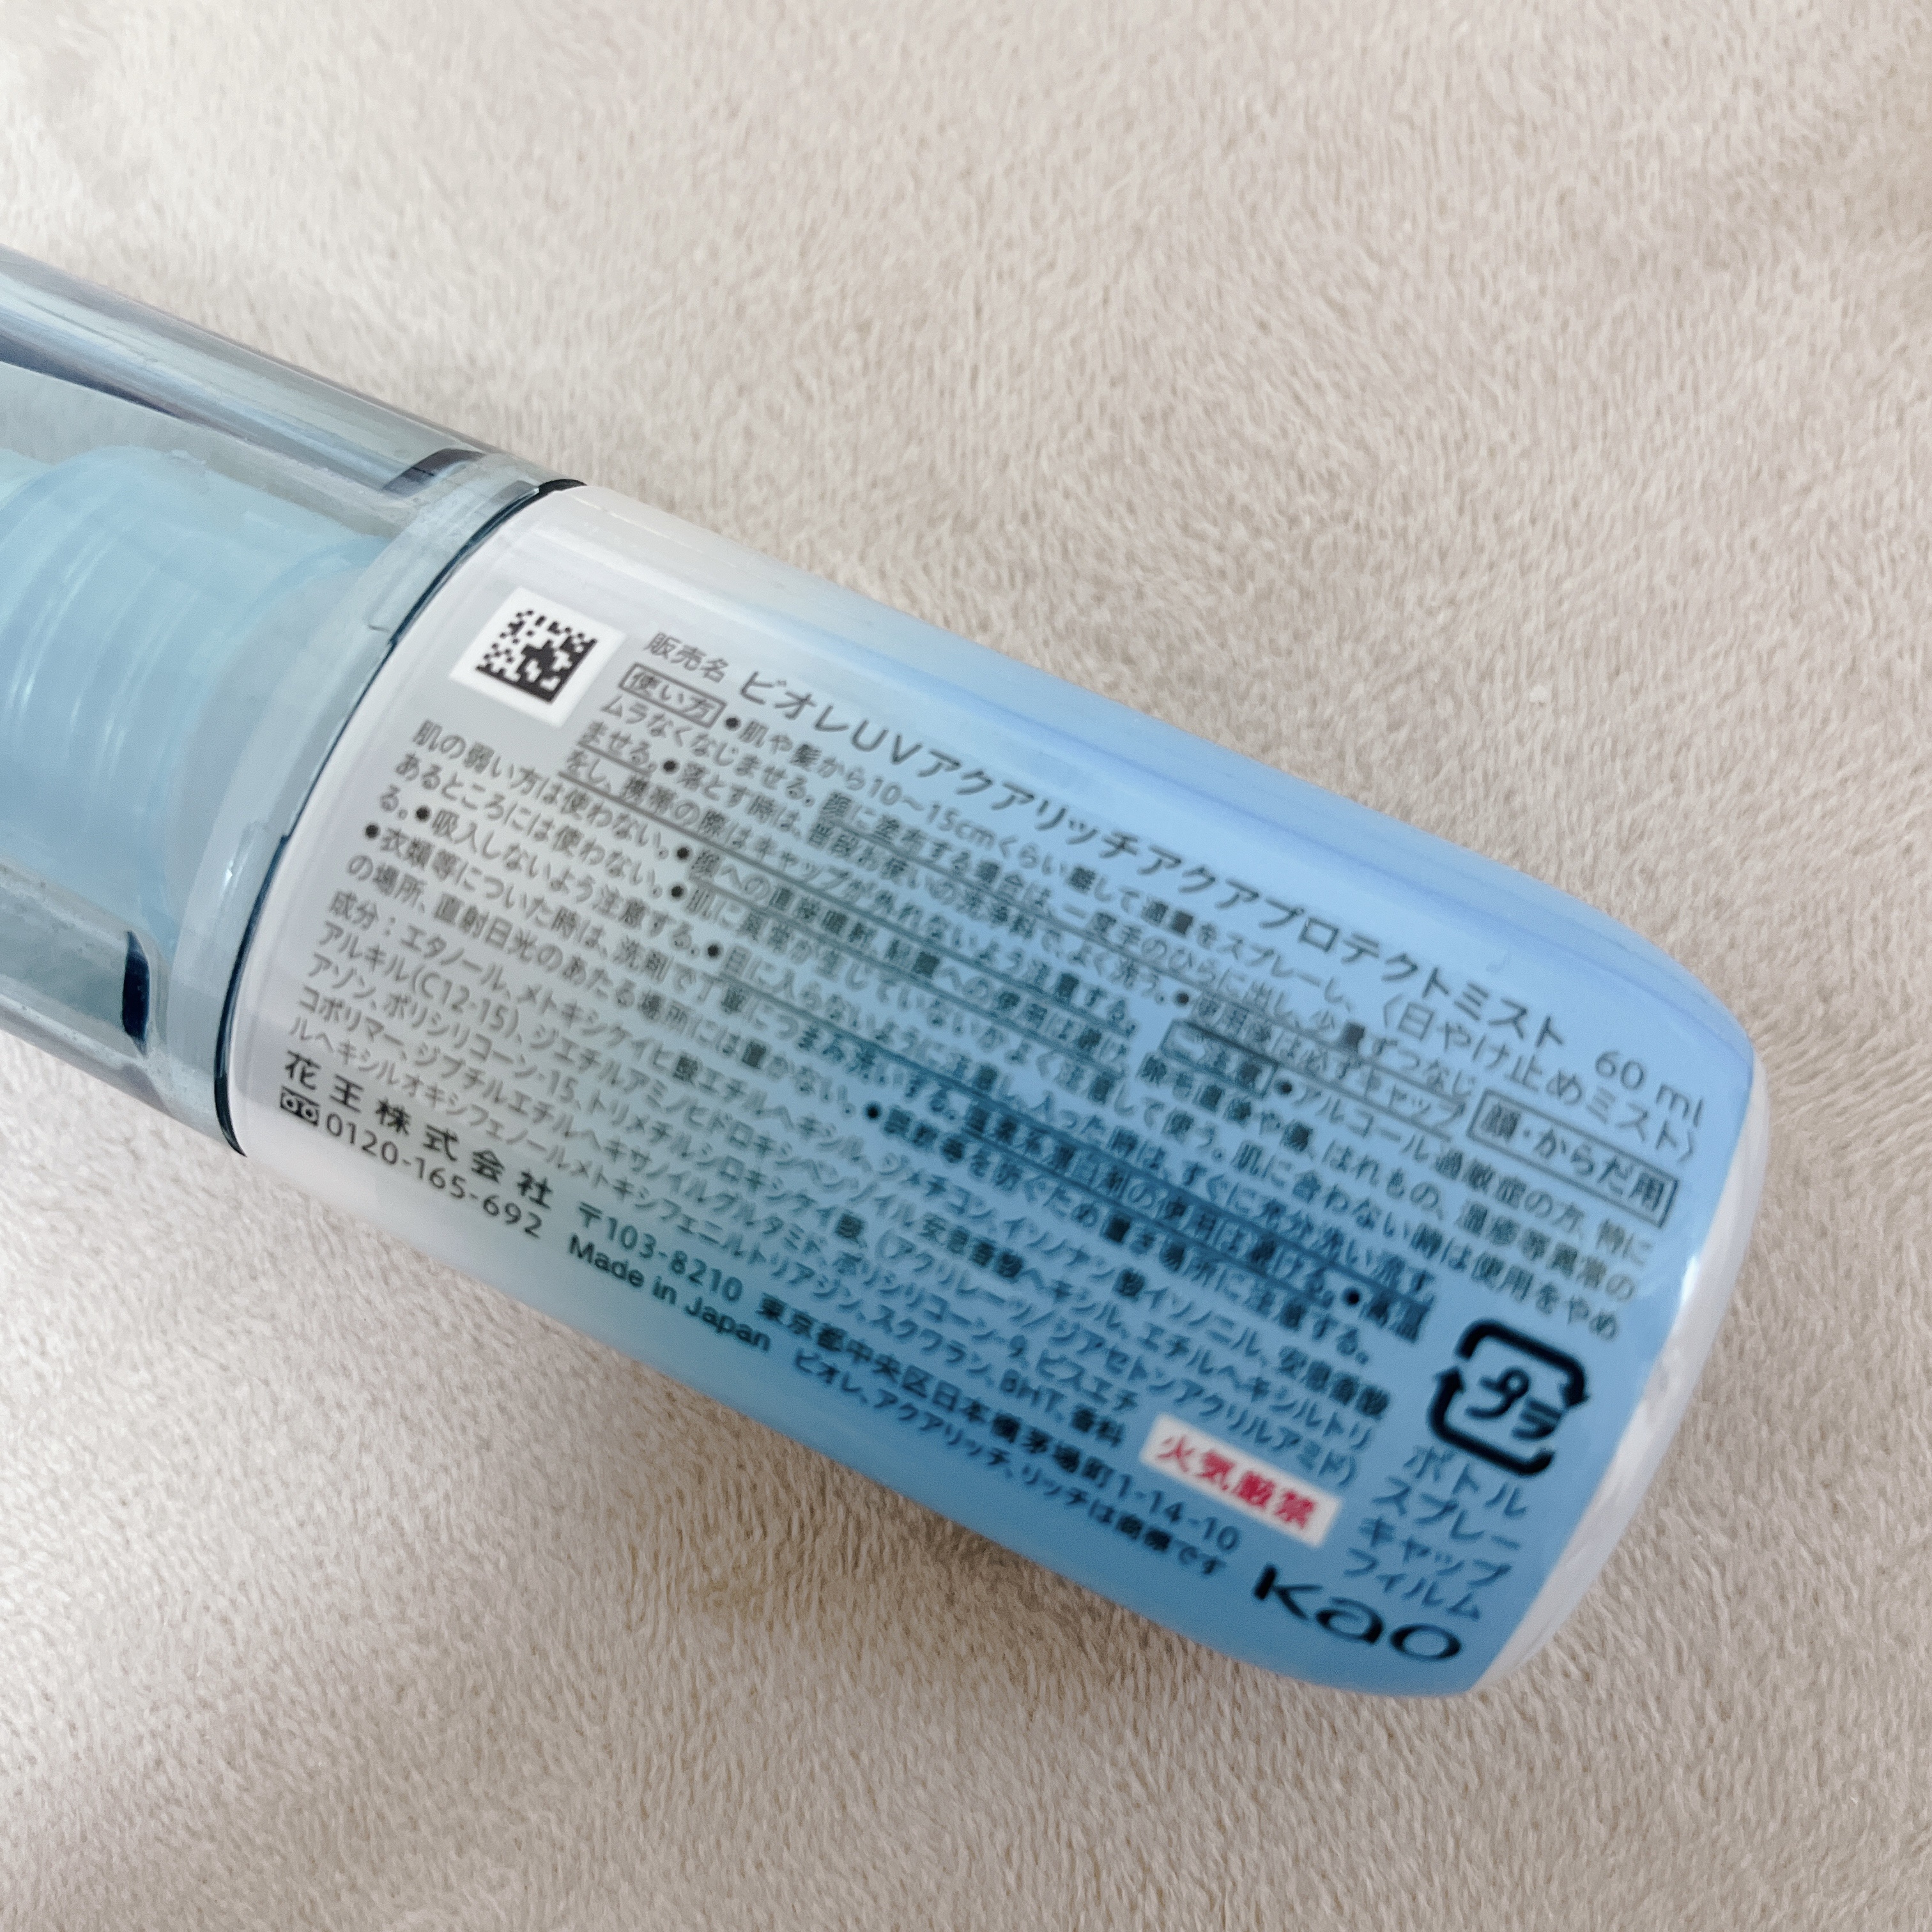 販売名 ビオレUVアクアリッチアクアプロテクトミスト 60 ml
〈日やけ止めミスト〉
使い方 ●肌や髪から10〜15cmくらい離して適量をスプレーし、
顔・からだ用
ムラなくなじませる。顔に塗布する場合は、一度手のひらに出し、少量ずつなじ
ませる。●落とす時は、普段お使いの洗浄料で、よく洗う。●使用後は必ずキャップ
をし、携帯の際はキャップが外れないよう注意する。 ご注意 ●アルコール過敏症の方、特に
肌の弱い方は使わない。●顔への直接噴射、粘膜への使用は避け、除毛直後や傷、はれもの、湿疹等異常の
あるところには使わない。●肌に異常が生じていないかよく注意して使う。肌に合わない時は使用をやめ
る。●吸入しないよう注意する。●目に入らないように注意し、入った時は、すぐに充分洗い流す。
●衣類等についた時は、洗剤で丁寧につまみ洗いする。塩素系漂白剤の使用は避ける。●高温
の場所、直射日光のあたる場所には置かない。●誤飲等を防ぐため置き場所に注意する。
成分：エタノール、メトキシケイヒ酸エチルヘキシル、ジメチコン、イソノナン酸イソノニル、安息香酸
アルキル(C12-15)、ジエチルアミノヒドロキシベンゾイル安息香酸ヘキシル、エチルヘキシルトリ
アゾン、ポリシリコーン-15、トリメチルシロキシケイ酸、(アクリレーツ/ジアセトンアクリルアミド)
コポリマー、ジブチルエチルヘキサノイルグルタミド、ポリシリコーン-9、ビスエチ
ルヘキシルオキシフェノールメトキシフェニルトリアジン、スクワラン、BHT、香料
火気厳禁
プラ
ボトル
スプレー
キャップ
フィルム
花王株式会社 〒103-8210 東京都中央区日本橋茅場町1-14-10
0120-165-692 Made in Japan ビオレ、アクアリッチ、リッチは商標です
Kao